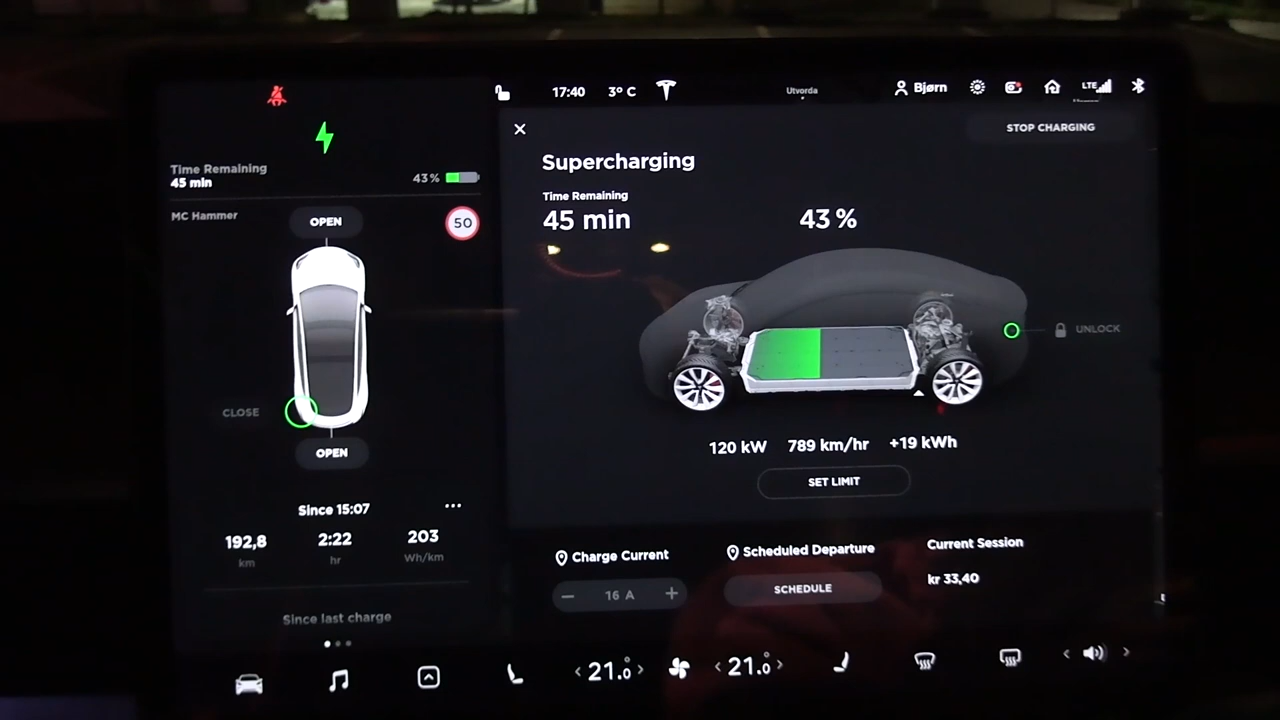 17:40
3° C
Utvorda
Bjørn
LTE
STOP CHARGING
Time Remaining
45 min
43 %
MC Hammer
OPEN
50
CLOSE
OPEN
Since 15:07
192,8
2:22
203
km
hr
Wh/km
Since last charge
Supercharging
Time Remaining
45 min
43 %
UNLOCK
120 kW
789 km/hr
+19 kWh
SET LIMIT
Charge Current
Scheduled Departure
Current Session
16 A
SCHEDULE
kr 33,40
21.0
21.0